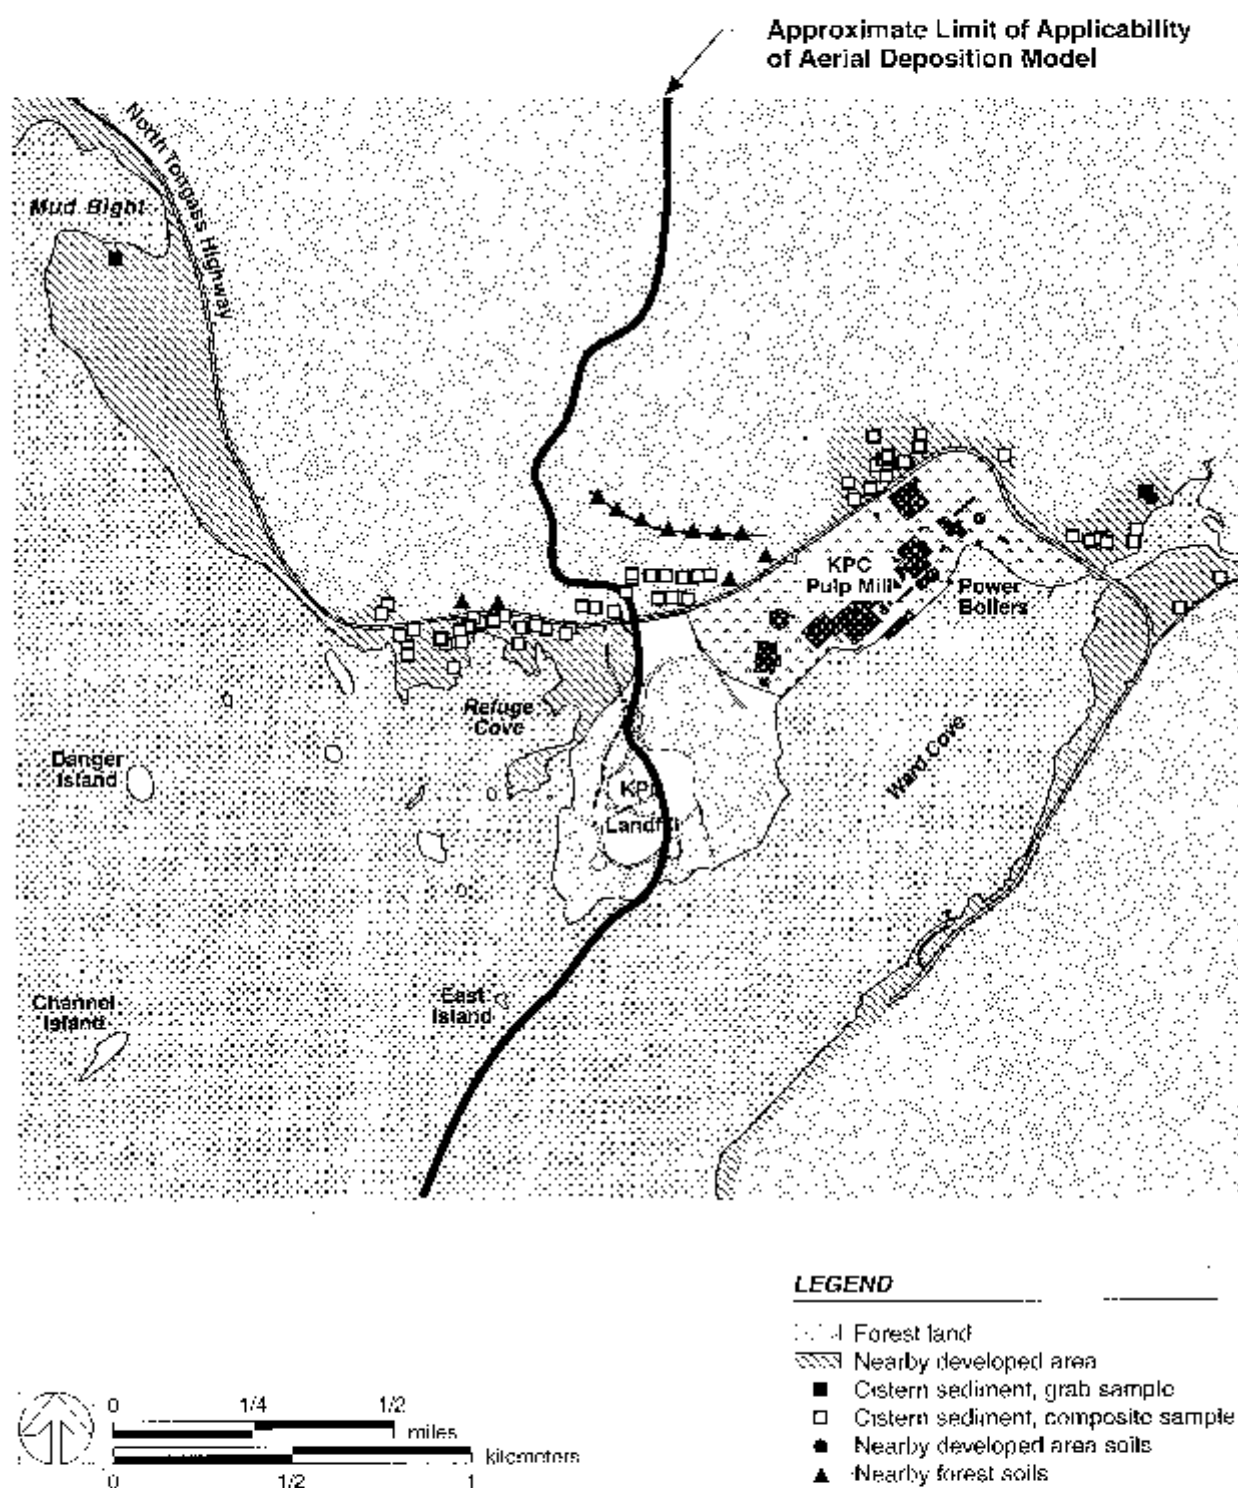 Approximate Limit of Applicability
of Aerial Deposition Model
North Tongass Highway
Mud Bight
KPC
Pulp Mill
Power
Boilers
Refuge
Cove
Ward Cove
Danger
Island
KPC
Landfill
Channel
Island
East
Island
LEGEND
Forest land
Nearby developed area
Cistern sediment, grab sample
Cistern sediment, composite sample
Nearby developed area soils
Nearby forest soils
0 1/4 1/2
miles
kilometers
0 1/2 1